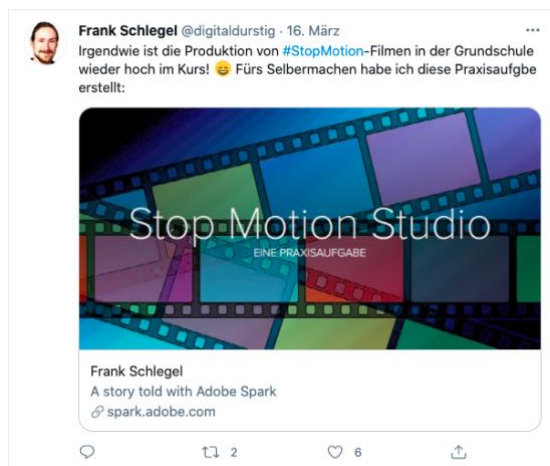 Frank Schlegel @digitaldurstig · 16. März
Irgendwie ist die Produktion von #StopMotion-Filmen in der Grundschule
wieder hoch im Kurs! 😄 Fürs Selbermachen habe ich diese Praxisaufgbe
erstellt:
Stop Motion Studio
EINE PRAXISAUFGABE
Frank Schlegel
A story told with Adobe Spark
spark.adobe.com
2 6